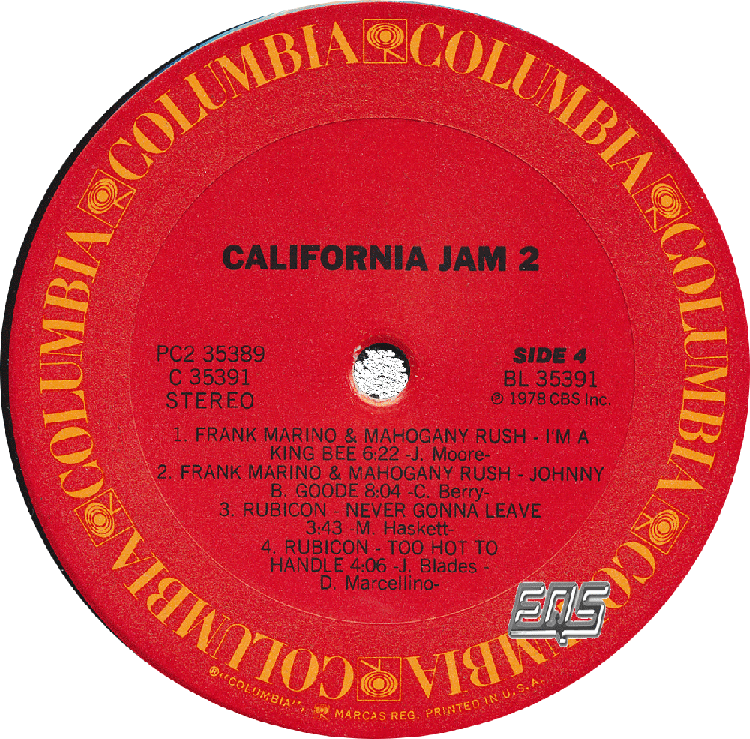 COLUMBIA COLUMBIA COLUMBIA COLUMBIA COLUMBIA COLUMBIA
CALIFORNIA JAM 2
PC2 35389
C 35391
STEREO
SIDE 4
BL 35391
℗ 1978 CBS Inc
1. FRANK MARINO & MAHOGANY RUSH - I'M A
KING BEE 6:22 -J. Moore-
2. FRANK MARINO & MAHOGANY RUSH - JOHNNY
B. GOODE 8:04 -C. Berry-
3. RUBICON - NEVER GONNA LEAVE
3:43 -M. Haskett-
4. RUBICON - TOO HOT TO
HANDLE 4:06 -J. Blades -
D. Marcellino-
®"COLUMBIA", MARCAS REG. PRINTED IN U.S.A.